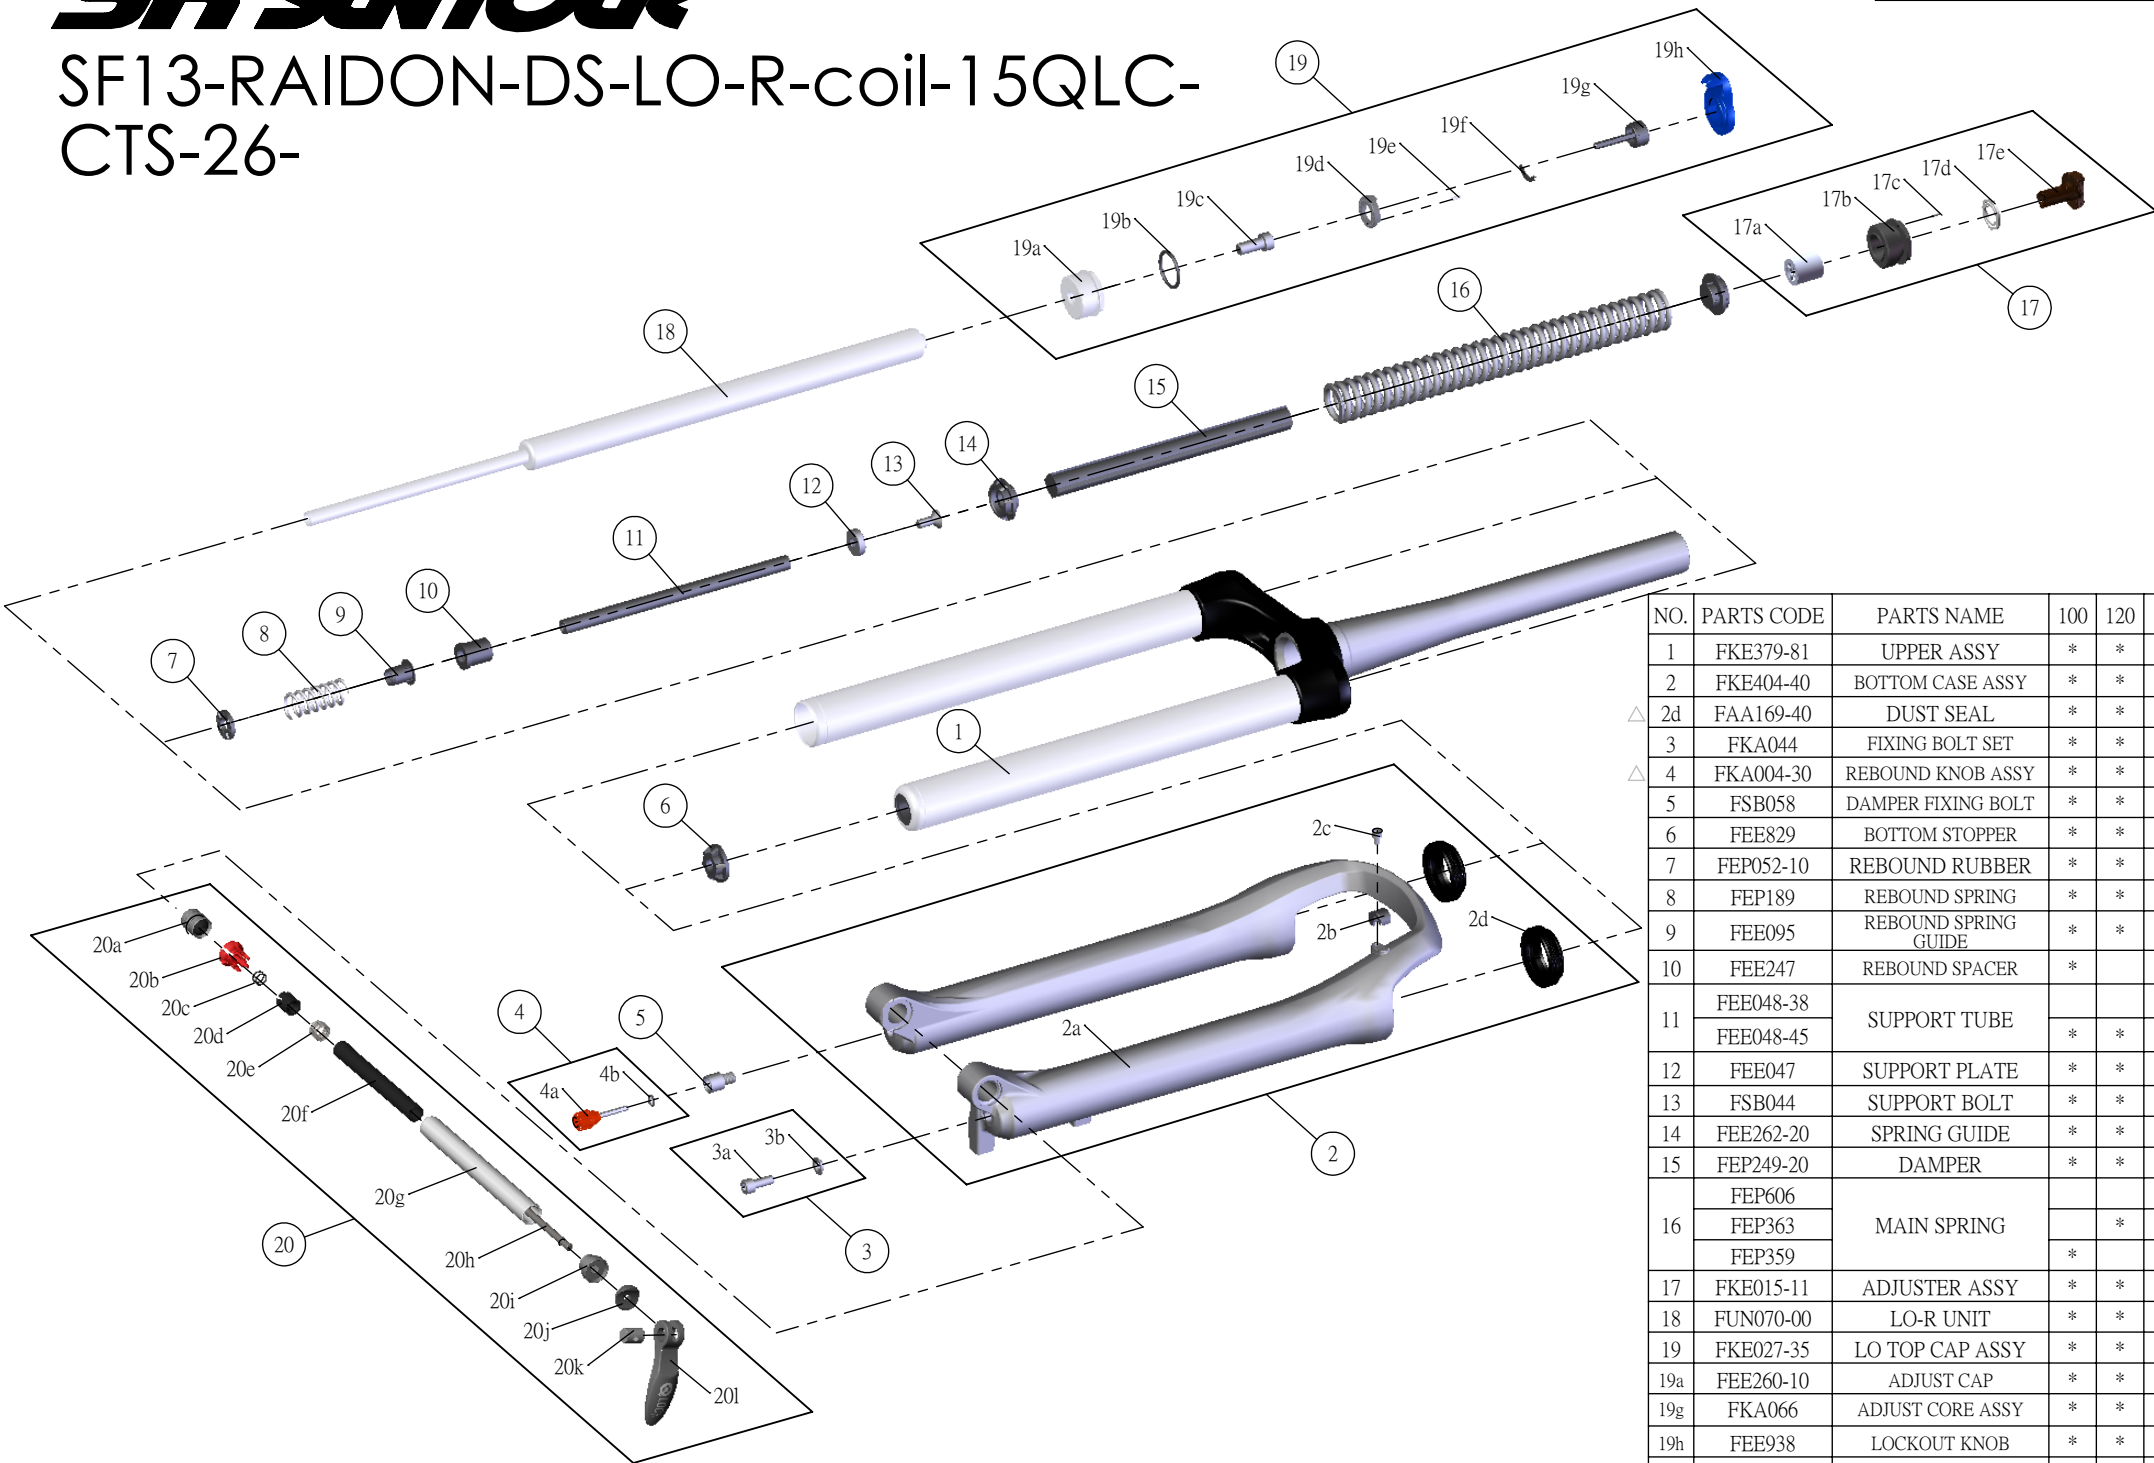 SR SUNTOUR
SF13-RAIDON-DS-LO-R-coil-15QLC-
CTS-26-
19
19a
19b
19c
19d
19e
19f
19g
19h
17a
17b
17c
17d
17e
17
18
16
15
14
13
12
11
10
9
8
7
1
6
2c
2b
2d
2a
2
5
4
4a
4b
3a
3b
3
20a
20b
20c
20d
20e
20f
20g
20h
20i
20j
20k
20l
20
NO. PARTS CODE PARTS NAME 100 120
1 FKE379-81 UPPER ASSY * *
2 FKE404-40 BOTTOM CASE ASSY * *
△ 2d FAA169-40 DUST SEAL * *
3 FKA044 FIXING BOLT SET * *
△ 4 FKA004-30 REBOUND KNOB ASSY * *
5 FSB058 DAMPER FIXING BOLT * *
6 FEE829 BOTTOM STOPPER * *
7 FEP052-10 REBOUND RUBBER * *
8 FEP189 REBOUND SPRING * *
9 FEE095 REBOUND SPRING GUIDE * *
10 FEE247 REBOUND SPACER *
11 FEE048-38 SUPPORT TUBE
FEE048-45 * *
12 FEE047 SUPPORT PLATE * *
13 FSB044 SUPPORT BOLT * *
14 FEE262-20 SPRING GUIDE * *
15 FEP249-20 DAMPER * *
FEP606
16 FEP363 MAIN SPRING *
FEP359 *
17 FKE015-11 ADJUSTER ASSY * *
18 FUN070-00 LO-R UNIT * *
19 FKE027-35 LO TOP CAP ASSY * *
19a FEE260-10 ADJUST CAP * *
19g FKA066 ADJUST CORE ASSY * *
19h FEE938 LOCKOUT KNOB * *